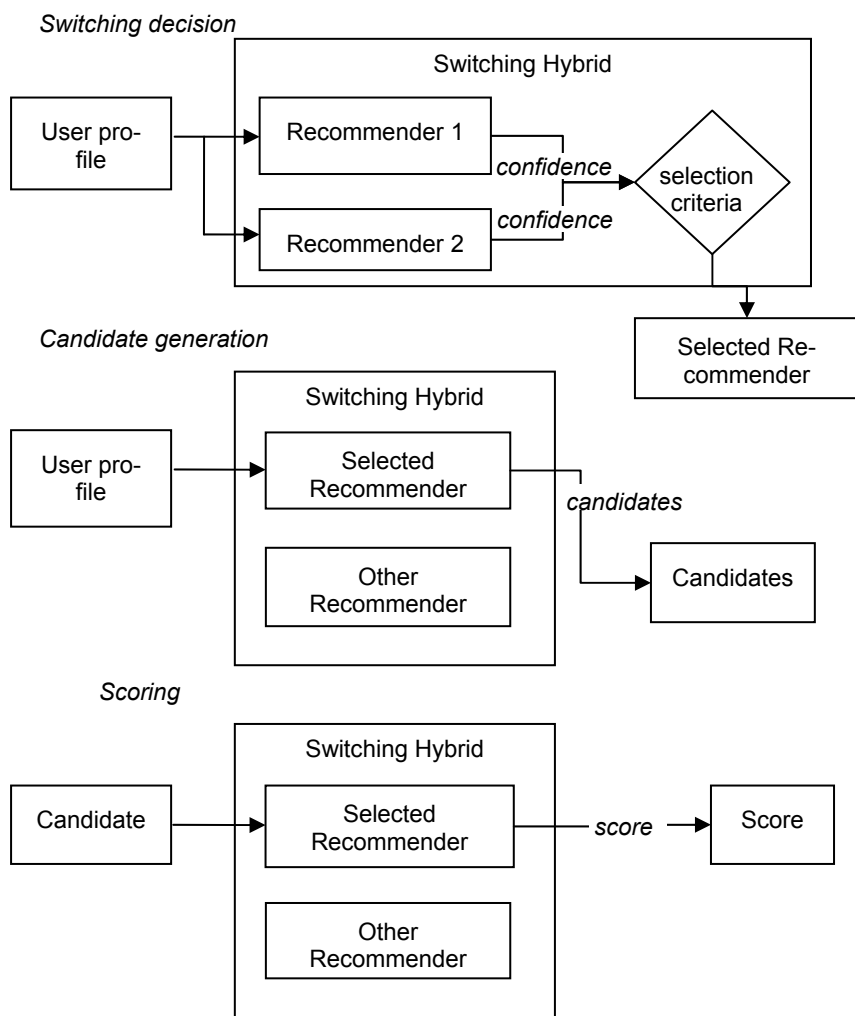 Switching decision
Switching Hybrid
User pro-
file
Recommender 1
confidence
selection
criteria
confidence
Recommender 2
Selected Re-
commender
Candidate generation
Switching Hybrid
User pro-
file
Selected
Recommender
candidates
Other
Recommender
Candidates
Scoring
Switching Hybrid
Candidate
Selected
Recommender
score
Score
Other
Recommender